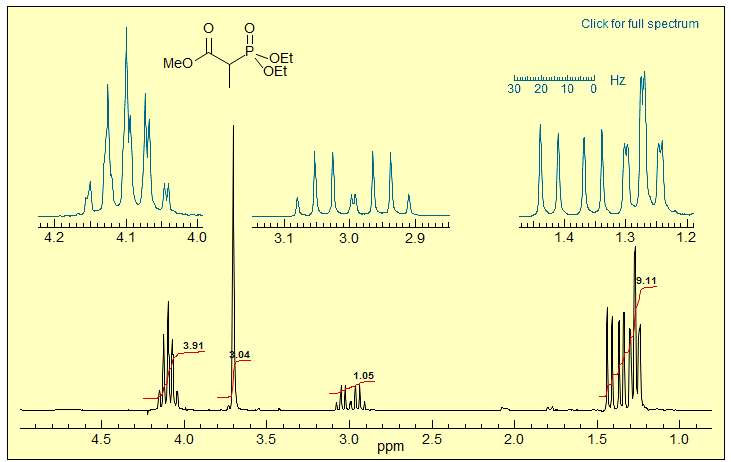 Click for full spectrum
O O
MeO P OEt
OEt
30 20 10 0 Hz
4.2 4.1 4.0
3.1 3.0 2.9
1.4 1.3 1.2
3.91
3.04
1.05
9.11
4.5 4.0 3.5 3.0 2.5 2.0 1.5 1.0
ppm